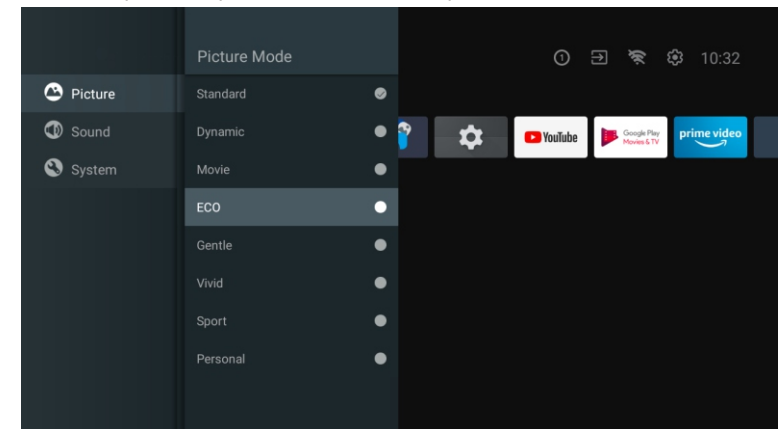 Picture Mode
10:32
Picture
Sound
System
Standard
Dynamic
Movie
ECO
Gentle
Vivid
Sport
Personal
1
YouTube
Google Play
Movies & TV
prime video